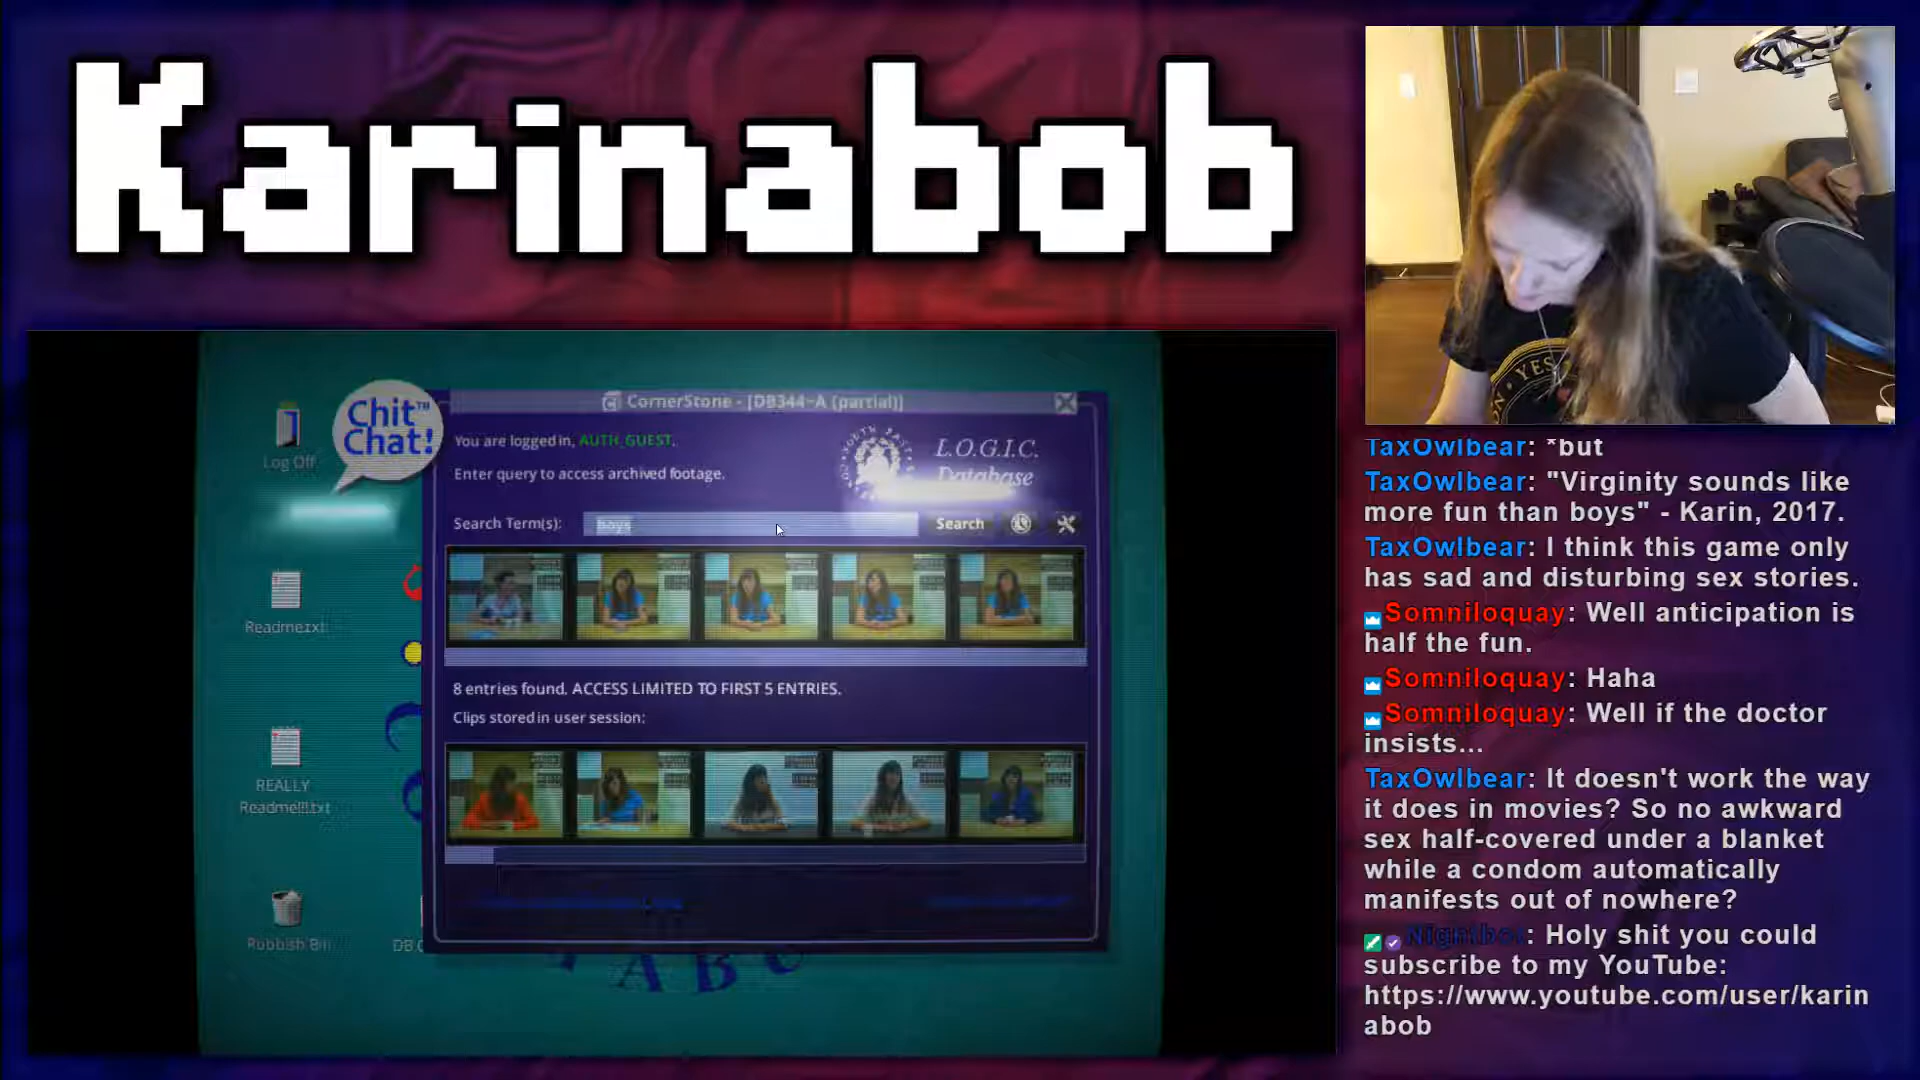 Karinabob
Chit™
Chat!
Log Off
Readme.txt
REALLY
Readme!!!.txt
Rubbish Bin
CornerStone - [DB344-A (partial)]
You are logged in, AUTH_GUEST.
Enter query to access archived footage.
L.O.G.I.C.
Database
Search Term(s):
boys
Search
8 entries found. ACCESS LIMITED TO FIRST 5 ENTRIES.
Clips stored in user session:
YES
TaxOwlbear: *but
TaxOwlbear: "Virginity sounds like
more fun than boys" - Karin, 2017.
TaxOwlbear: I think this game only
has sad and disturbing sex stories.
Somniloquay: Well anticipation is
half the fun.
Somniloquay: Haha
Somniloquay: Well if the doctor
insists...
TaxOwlbear: It doesn't work the way
it does in movies? So no awkward
sex half-covered under a blanket
while a condom automatically
manifests out of nowhere?
Nightbot: Holy shit you could
subscribe to my YouTube:
https://www.youtube.com/user/karin
abob